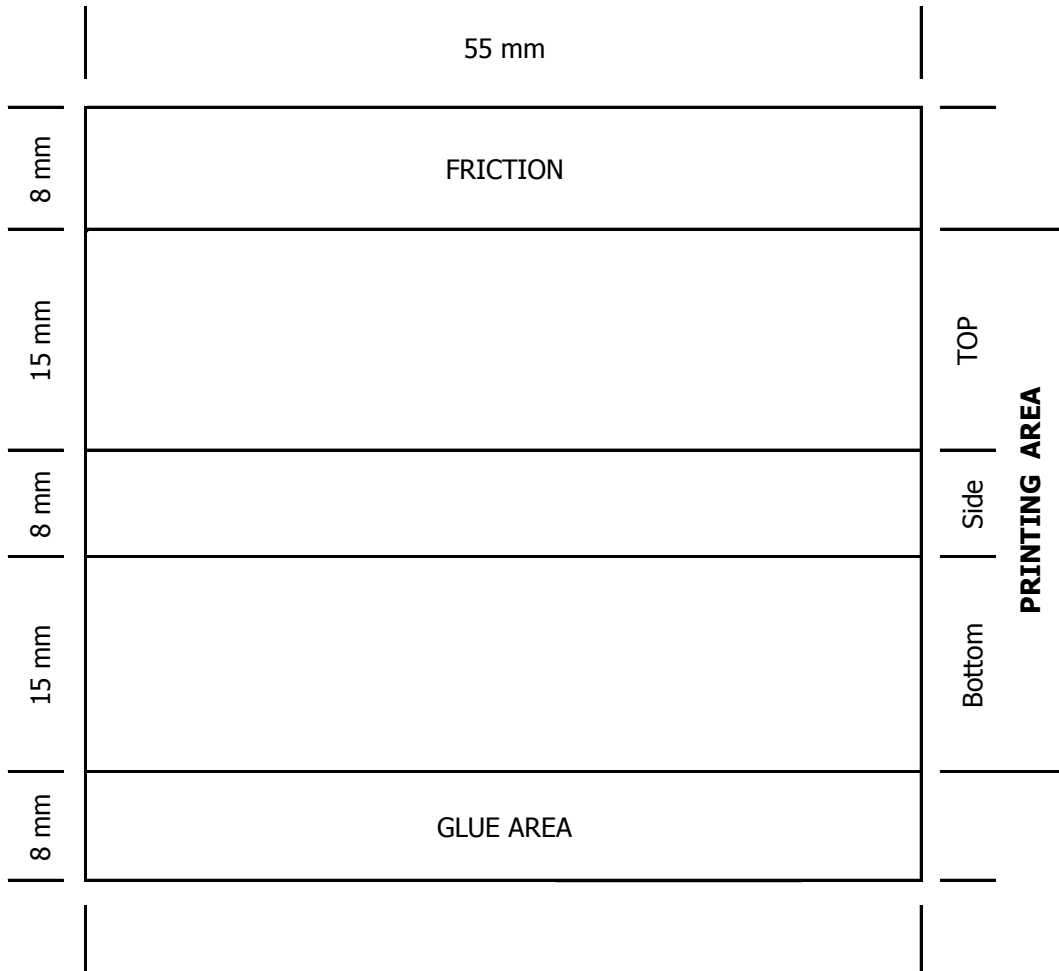 55 mm
8 mm
FRICTION
15 mm
TOP
8 mm
Side
PRINTING AREA
15 mm
Bottom
8 mm
GLUE AREA